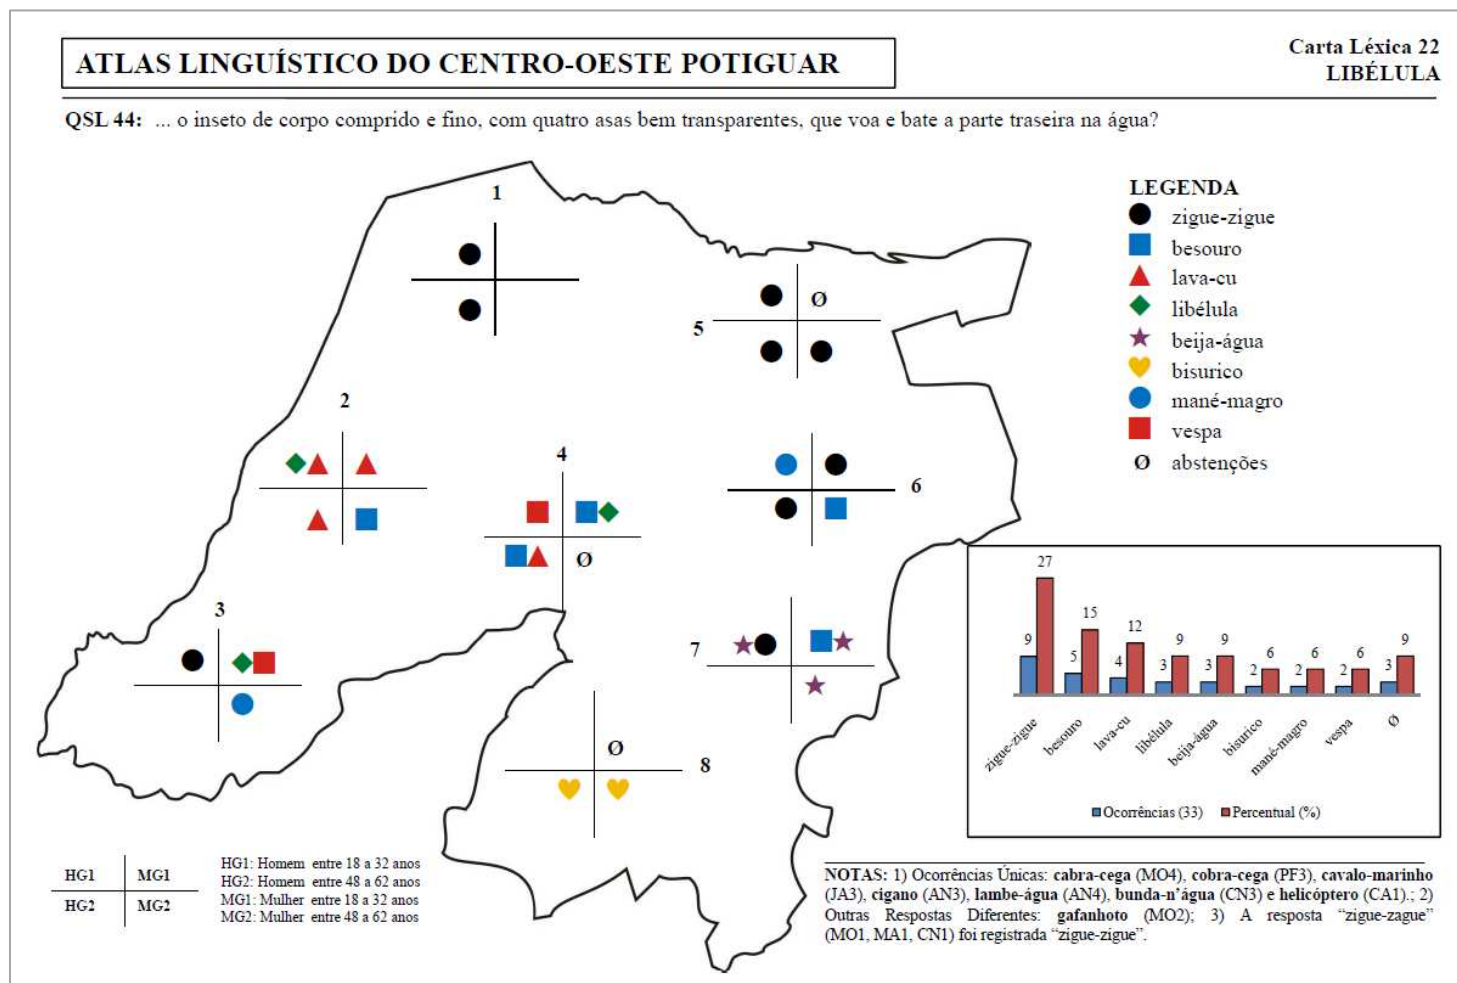 ATLAS LINGUÍSTICO DO CENTRO-OESTE POTIGUAR
Carta Léxica 22
LIBÉLULA
QSL 44: ... o inseto de corpo comprido e fino, com quatro asas bem transparentes, que voa e bate a parte traseira na água?
1
LEGENDA
zigue-zigue
besouro
lava-cu
libélula
beija-água
bisurico
mané-magro
vespa
Ø abstenções
Ø
5
2
4
6
Ø
3
7
Ø
8
27
9
15
5
12
4
9
3
9
3
6
2
6
2
6
2
9
3
zigue-zigue
besouro
lava-cu
libélula
beija-água
bisurico
mané-magro
vespa
Ø
Ocorrências (33) Percentual (%)
HG1 MG1
HG2 MG2
HG1: Homem entre 18 a 32 anos
HG2: Homem entre 48 a 62 anos
MG1: Mulher entre 18 a 32 anos
MG2: Mulher entre 48 a 62 anos
NOTAS: 1) Ocorrências Únicas: cabra-cega (MO4), cobra-cega (PF3), cavalo-marinho
(JA3), cigano (AN3), lambe-água (AN4), bunda-n’água (CN3) e helicóptero (CA1).; 2)
Outras Respostas Diferentes: gafanhoto (MO2); 3) A resposta “zigue-zague”
(MO1, MA1, CN1) foi registrada “zigue-zigue”.